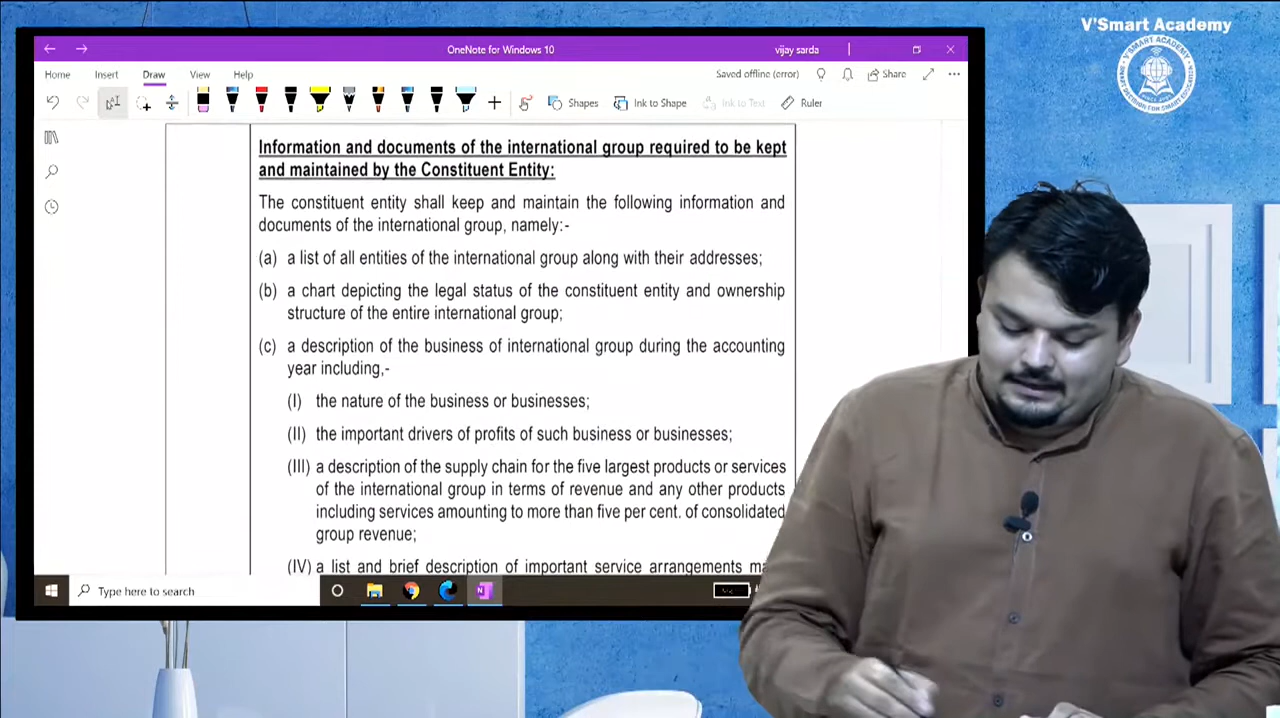 V'Smart Academy
V'SMART ACADEMY
OneNote for Windows 10
vijay sarda
Home Insert Draw View Help
Saved offline (error)
Share
Shapes
Ink to Shape
Ink to Text
Ruler
Information and documents of the international group required to be kept
and maintained by the Constituent Entity:
The constituent entity shall keep and maintain the following information and
documents of the international group, namely:-
(a) a list of all entities of the international group along with their addresses;
(b) a chart depicting the legal status of the constituent entity and ownership
structure of the entire international group;
(c) a description of the business of international group during the accounting
year including,-
(I) the nature of the business or businesses;
(II) the important drivers of profits of such business or businesses;
(III) a description of the supply chain for the five largest products or services
of the international group in terms of revenue and any other products
including services amounting to more than five per cent. of consolidated
group revenue;
(IV) a list and brief description of important service arrangements
Type here to search